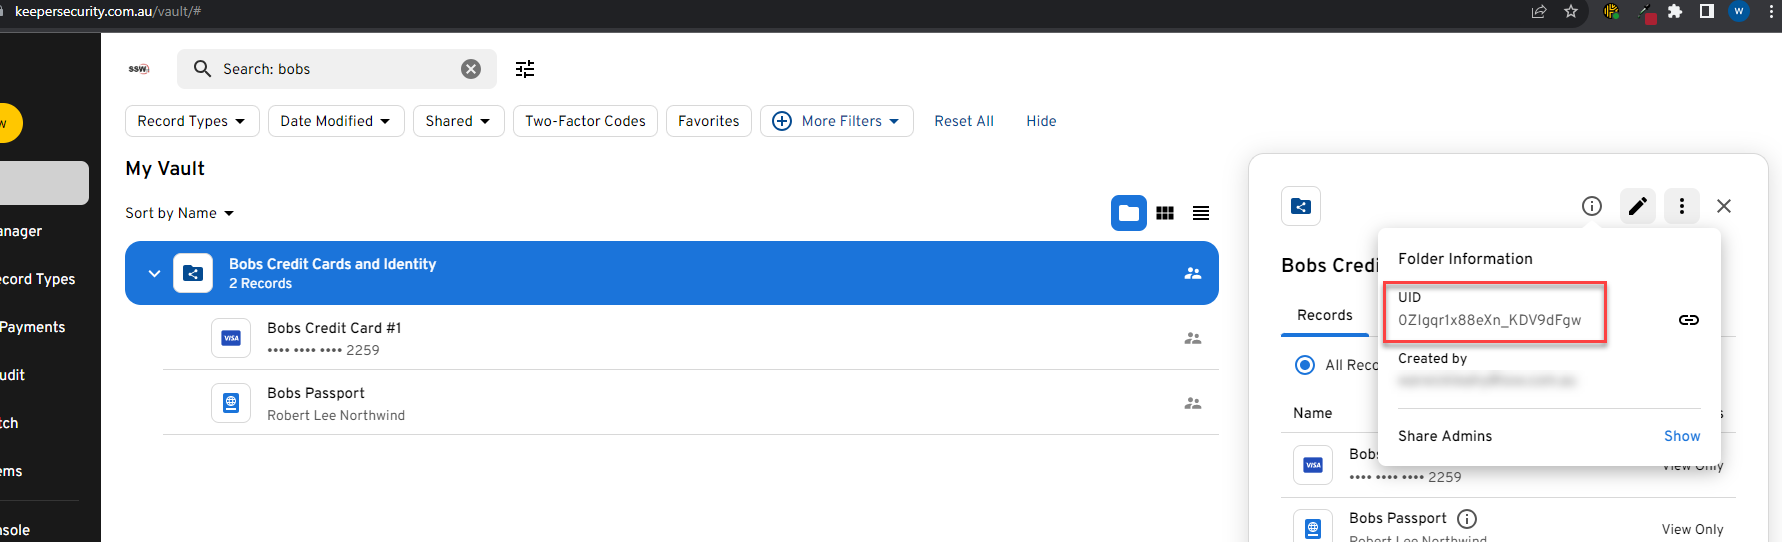 keepersecurity.com.au/vault/#
W
ssw
Search: bobs
w
Record Types
Date Modified
Shared
Two-Factor Codes
Favorites
More Filters
Reset All
Hide
My Vault
Sort by Name
anager
ecord Types
Payments
udit
tch
ems
nsole
Bobs Credit Cards and Identity
2 Records
Bobs Credit Card #1
VISA
•••• •••• •••• 2259
Bobs Passport
Robert Lee Northwind
Bobs Credi
Records
All Reco
Name
s
Folder Information
UID
0ZIgqr1x88eXn_KDV9dFgw
Created by
Share Admins
Show
Bobs
VISA
•••• •••• •••• 2259
View Only
Bobs Passport
Robert Lee Northwind
View Only